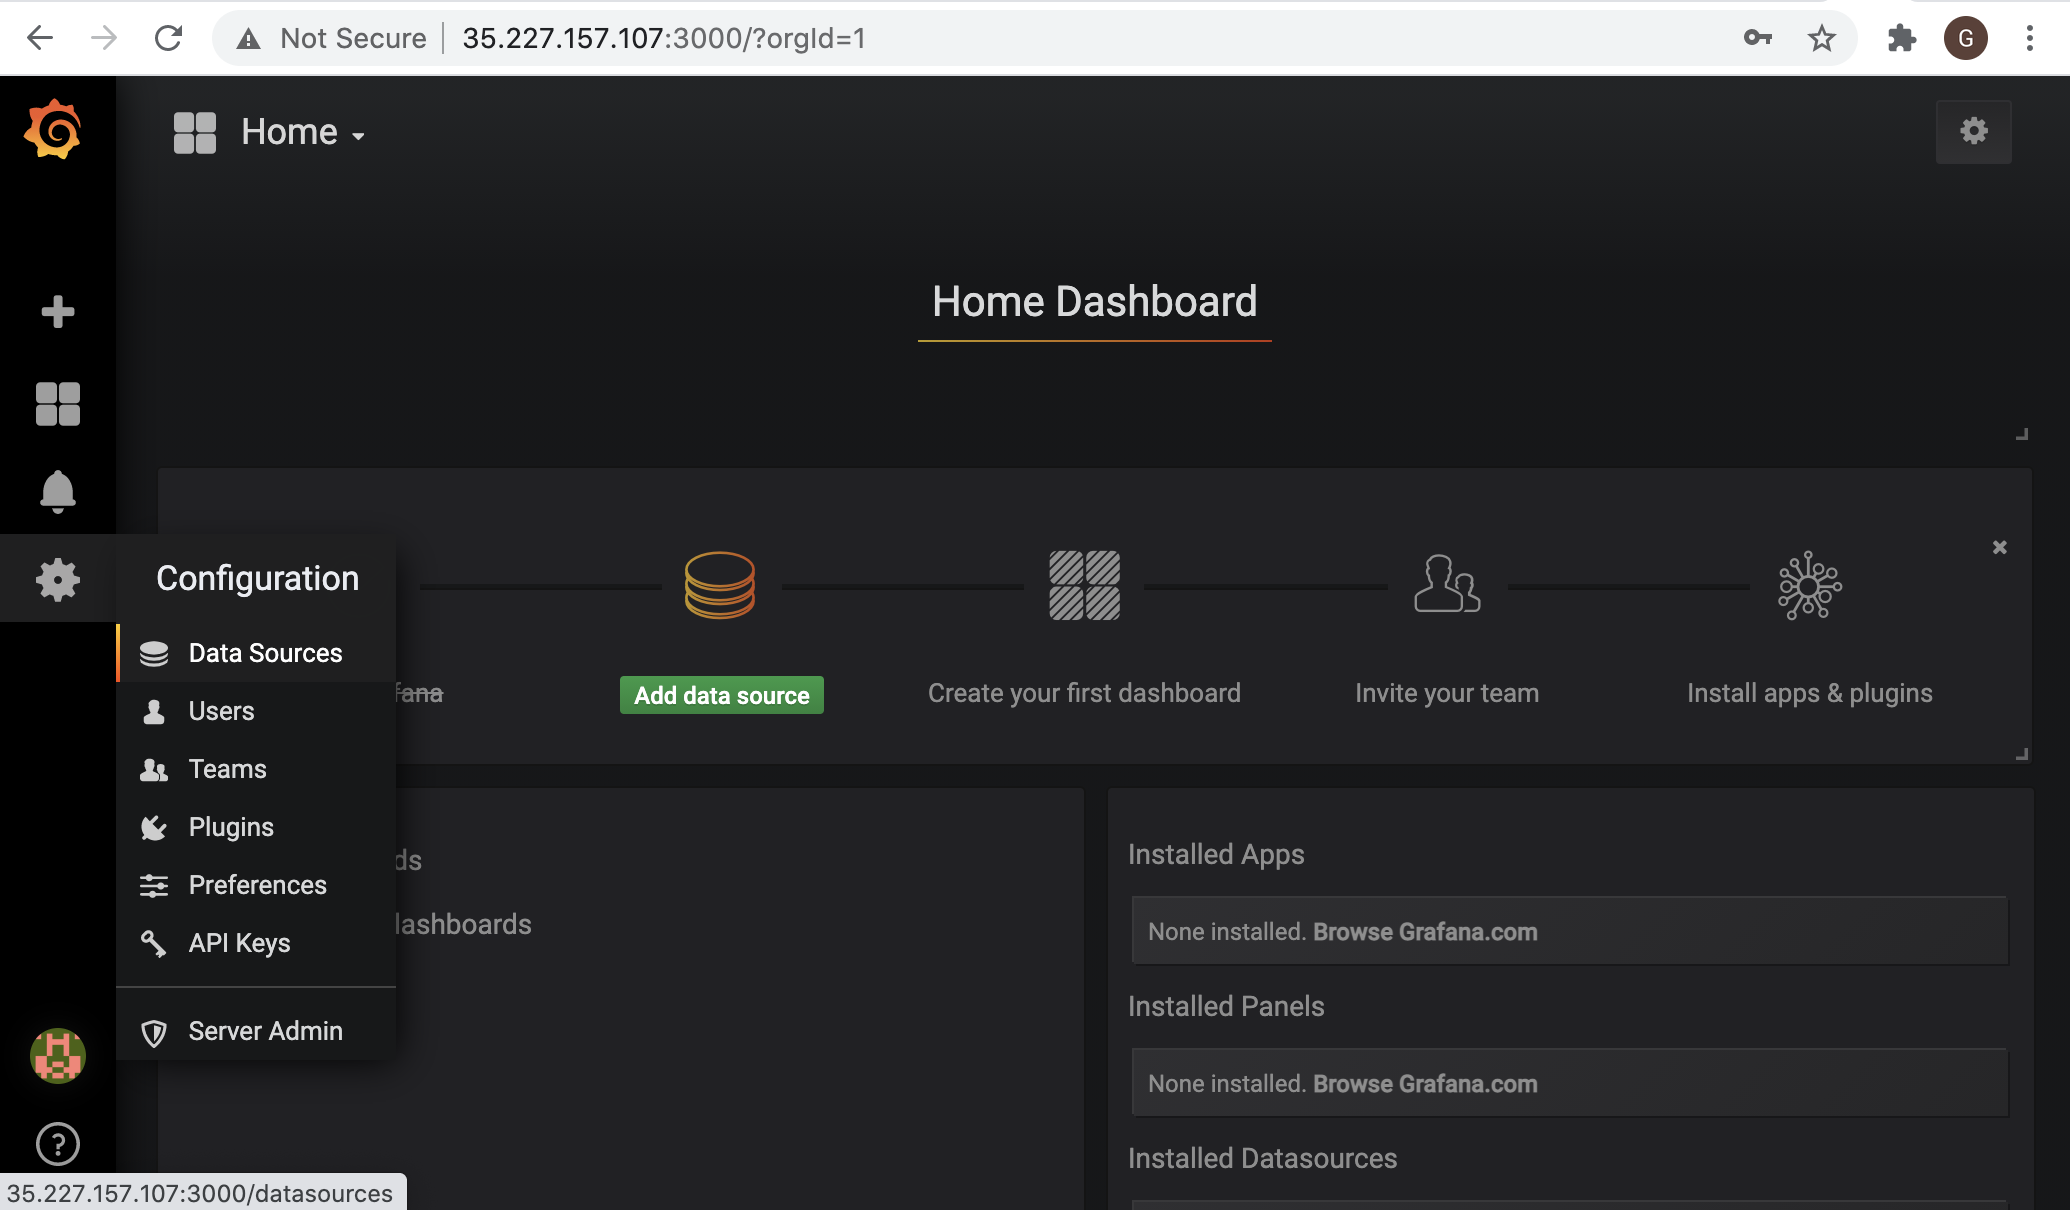 Not Secure 35.227.157.107:3000/?orgId=1
G
Home
Home Dashboard
Configuration
Data Sources
Users
Teams
Plugins
Preferences
API Keys
Server Admin
fana
Add data source
Create your first dashboard
Invite your team
Install apps & plugins
ds
dashboards
Installed Apps
None installed. Browse Grafana.com
Installed Panels
None installed. Browse Grafana.com
Installed Datasources
?
35.227.157.107:3000/datasources